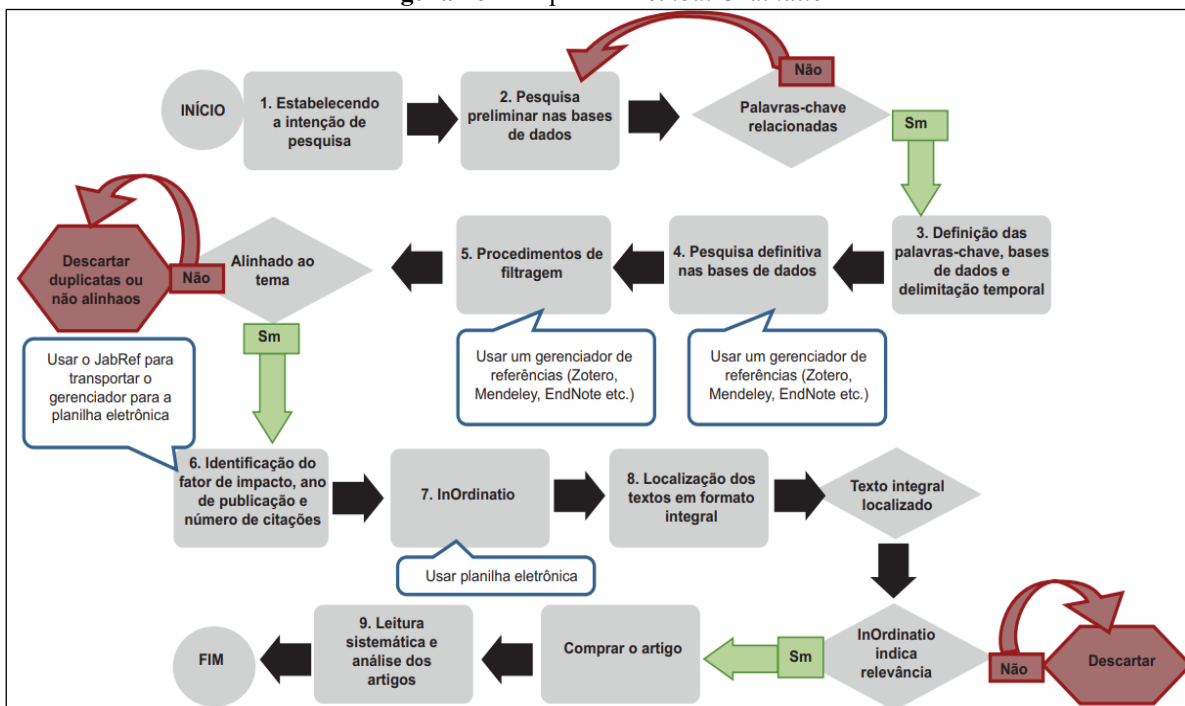 INÍCIO
1. Estabelecendo
a intenção de
pesquisa
2. Pesquisa
preliminar nas bases
de dados
Não
Palavras-chave
relacionadas
Sm
3. Definição das
palavras-chave, bases
de dados e
delimitação temporal
4. Pesquisa definitiva
nas bases de dados
5. Procedimentos de
filtragem
Alinhado ao
tema
Não
Descartar
duplicatas ou
não alinhaos
Usar um gerenciador de
referências (Zotero,
Mendeley, EndNote etc.)
Usar um gerenciador de
referências (Zotero,
Mendeley, EndNote etc.)
Sm
Usar o JabRef para
transportar o
gerenciador para a
planilha eletrônica
6. Identificação do
fator de impacto, ano
de publicação e
número de citações
7. InOrdinatio
Usar planilha eletrônica
8. Localização dos
textos em formato
integral
Texto integral
localizado
InOrdinatio
indica
relevância
Não
Descartar
Sm
Comprar o artigo
9. Leitura
sistemática e
análise dos
artigos
FIM